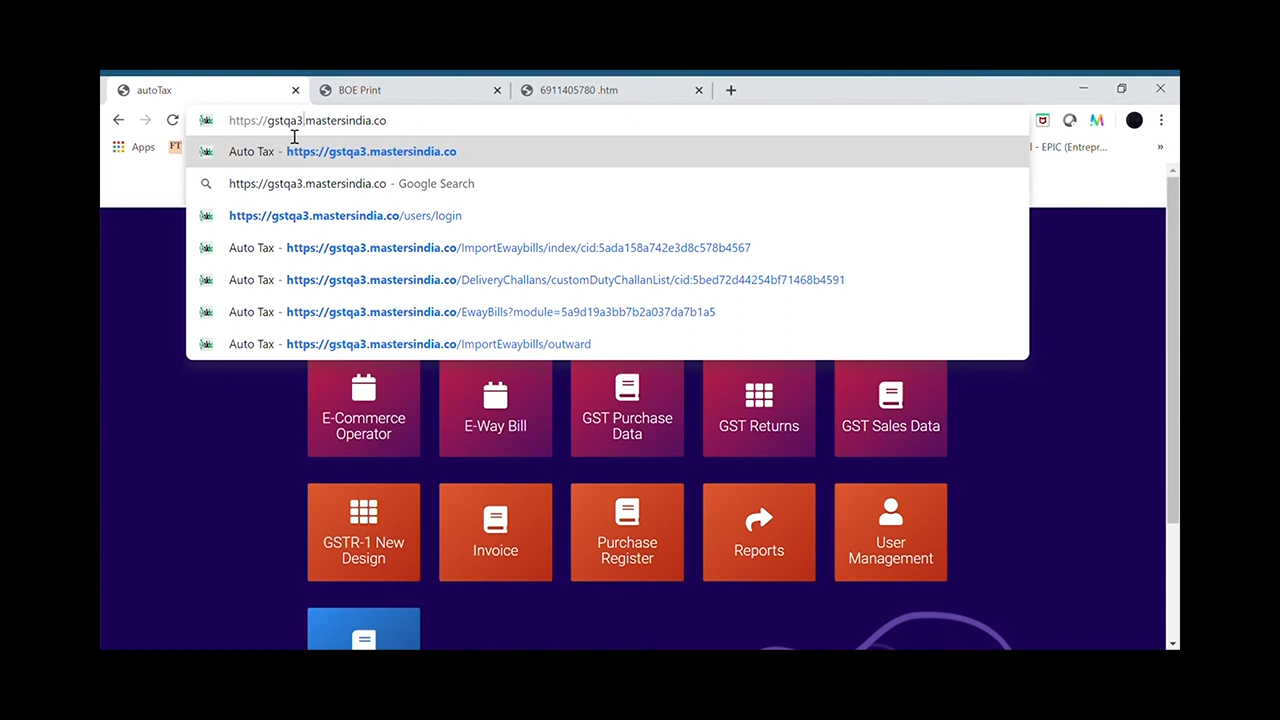 autoTax
BOE Print
6911405780 .htm
https://gstqa3.mastersindia.co
Apps
FT
l - EPIC (Entrepr...
»
Auto Tax - https://gstqa3.mastersindia.co
https://gstqa3.mastersindia.co - Google Search
https://gstqa3.mastersindia.co/users/login
Auto Tax - https://gstqa3.mastersindia.co/ImportEwaybills/index/cid:5ada158a742e3d8c578b4567
Auto Tax - https://gstqa3.mastersindia.co/DeliveryChallans/customDutyChallanList/cid:5bed72d44254bf71468b4591
Auto Tax - https://gstqa3.mastersindia.co/EwayBills?module=5a9d19a3bb7b2a037da7b1a5
Auto Tax - https://gstqa3.mastersindia.co/ImportEwaybills/outward
E-Commerce
Operator
E-Way Bill
GST Purchase
Data
GST Returns
GST Sales Data
GSTR-1 New
Design
Invoice
Purchase
Register
Reports
User
Management